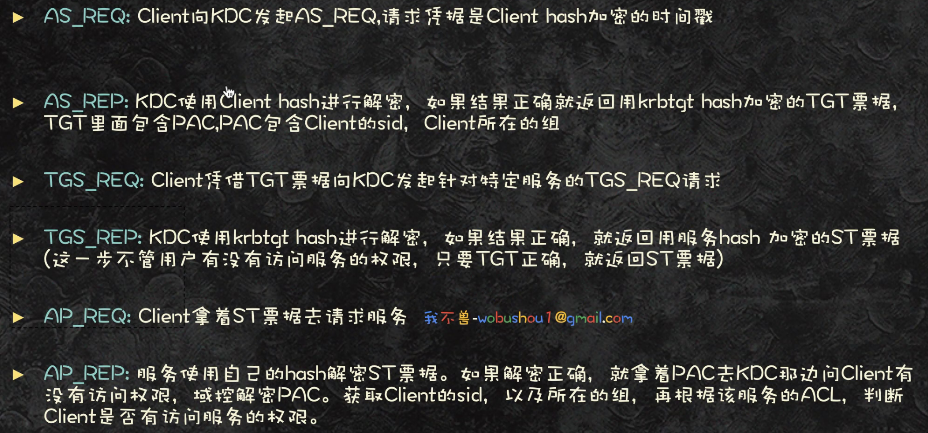 AS_REQ: Client向KDC发起AS_REQ,请求凭据是Client hash加密的时间戳
AS_REP: KDC使用Client hash进行解密，如果结果正确就返回用krbtgt hash加密的TGT票据，
TGT里面包含PAC,PAC包含Client的sid，Client所在的组
TGS_REQ: Client凭借TGT票据向KDC发起针对特定服务的TGS_REQ请求
TGS_REP: KDC使用krbtgt hash进行解密，如果结果正确，就返回用服务hash 加密的ST票据
(这一步不管用户有没有访问服务的权限，只要TGT正确，就返回ST票据)
AP_REQ: Client拿着ST票据去请求服务 我不兽-wobushou1@gmail.com
AP_REP: 服务使用自己的hash解密ST票据。如果解密正确，就拿着PAC去KDC那边问Client有
没有访问权限，域控解密PAC。获取Client的sid，以及所在的组，再根据该服务的ACL，判断
Client是否有访问服务的权限。